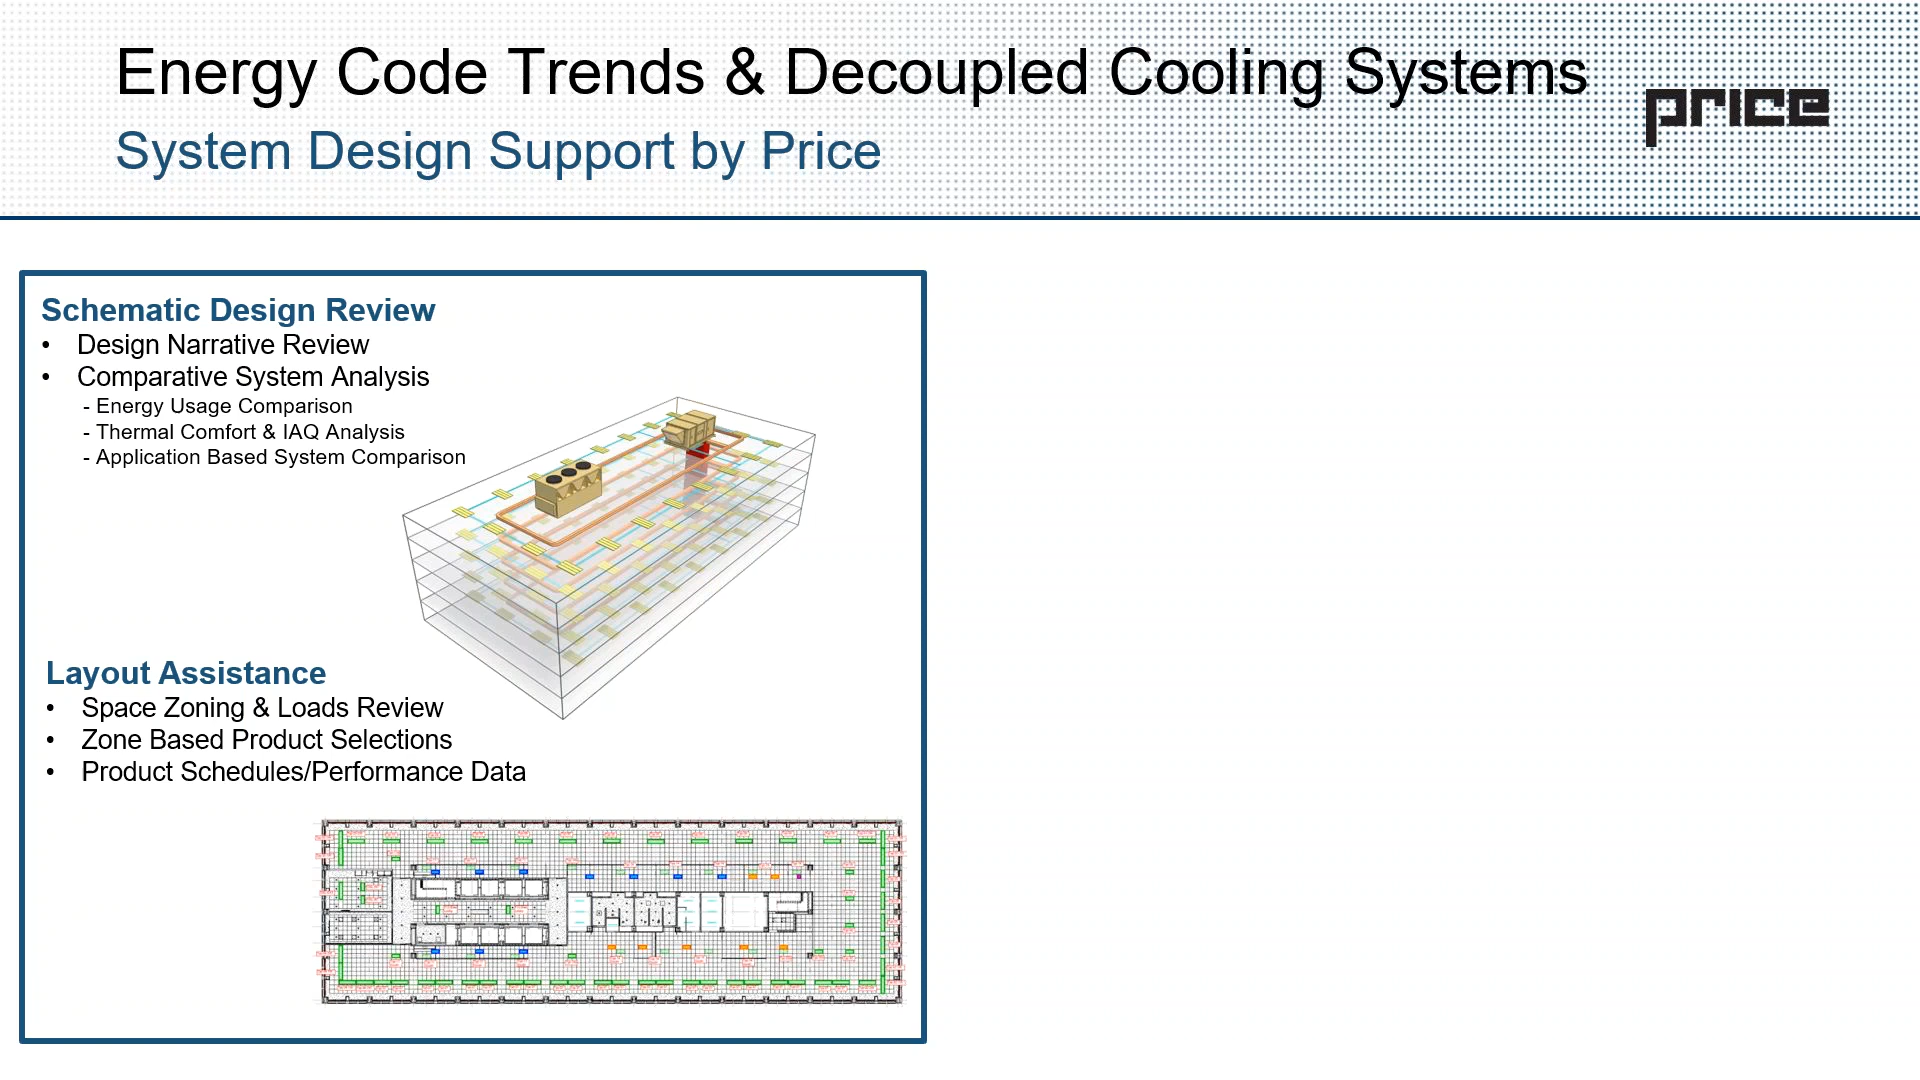 Energy Code Trends & Decoupled Cooling Systems
System Design Support by Price
price
Schematic Design Review
• Design Narrative Review
• Comparative System Analysis
- Energy Usage Comparison
- Thermal Comfort & IAQ Analysis
- Application Based System Comparison
Layout Assistance
• Space Zoning & Loads Review
• Zone Based Product Selections
• Product Schedules/Performance Data